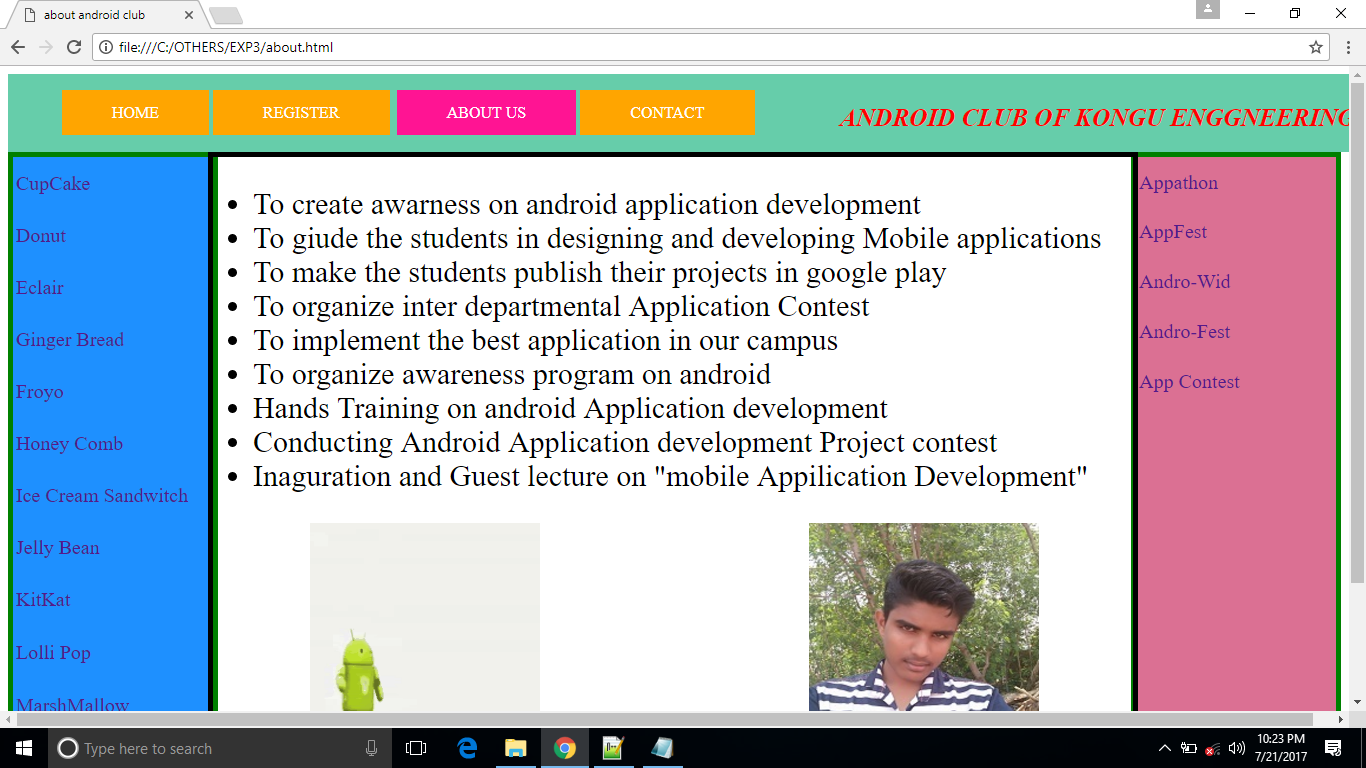 about android club
file:///C:/OTHERS/EXP3/about.html
HOME REGISTER ABOUT US CONTACT
ANDROID CLUB OF KONGU ENGGNEERING
CupCake
Donut
Eclair
Ginger Bread
Froyo
Honey Comb
Ice Cream Sandwitch
Jelly Bean
KitKat
Lolli Pop
MarshMallow
To create awarness on android application development
To giude the students in designing and developing Mobile applications
To make the students publish their projects in google play
To organize inter departmental Application Contest
To implement the best application in our campus
To organize awareness program on android
Hands Training on android Application development
Conducting Android Application development Project contest
Inaguration and Guest lecture on "mobile Appilication Development"
Appathon
AppFest
Andro-Wid
Andro-Fest
App Contest
Type here to search
10:23 PM
7/21/2017